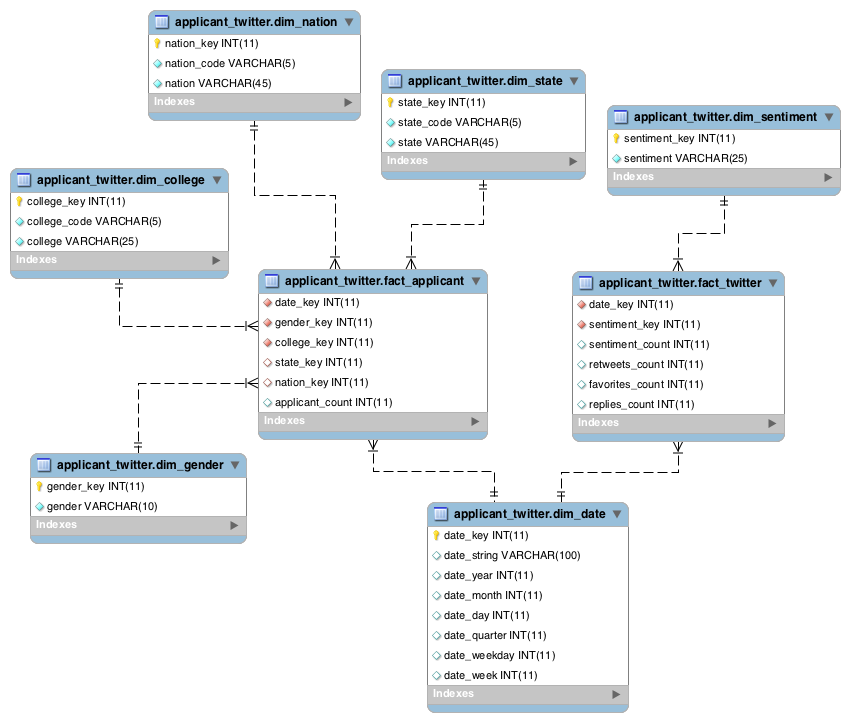 applicant_twitter.dim_nation
nation_key INT(11)
nation_code VARCHAR(5)
nation VARCHAR(45)
Indexes
applicant_twitter.dim_state
state_key INT(11)
state_code VARCHAR(5)
state VARCHAR(45)
Indexes
applicant_twitter.dim_sentiment
sentiment_key INT(11)
sentiment VARCHAR(25)
Indexes
applicant_twitter.dim_college
college_key INT(11)
college_code VARCHAR(5)
college VARCHAR(25)
Indexes
applicant_twitter.fact_applicant
date_key INT(11)
gender_key INT(11)
college_key INT(11)
state_key INT(11)
nation_key INT(11)
applicant_count INT(11)
Indexes
applicant_twitter.fact_twitter
date_key INT(11)
sentiment_key INT(11)
sentiment_count INT(11)
retweets_count INT(11)
favorites_count INT(11)
replies_count INT(11)
Indexes
applicant_twitter.dim_gender
gender_key INT(11)
gender VARCHAR(10)
Indexes
applicant_twitter.dim_date
date_key INT(11)
date_string VARCHAR(100)
date_year INT(11)
date_month INT(11)
date_day INT(11)
date_quarter INT(11)
date_weekday INT(11)
date_week INT(11)
Indexes